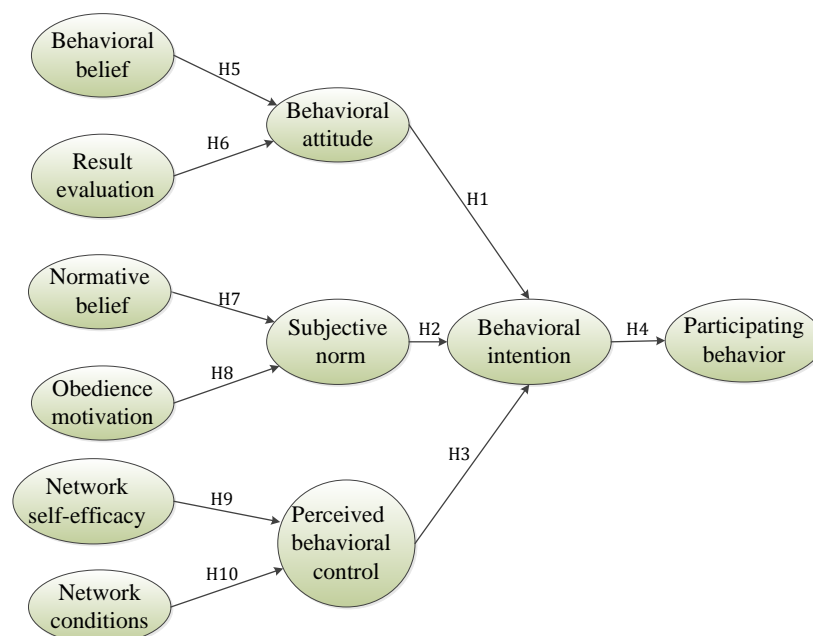 Behavioral
belief
H5
Behavioral
attitude
Result
evaluation
H6
H1
Normative
belief
H7
Subjective
norm
H2
Behavioral
intention
H4
Participating
behavior
Obedience
motivation
H8
H3
Network
self-efficacy
H9
Perceived
behavioral
control
Network
conditions
H10